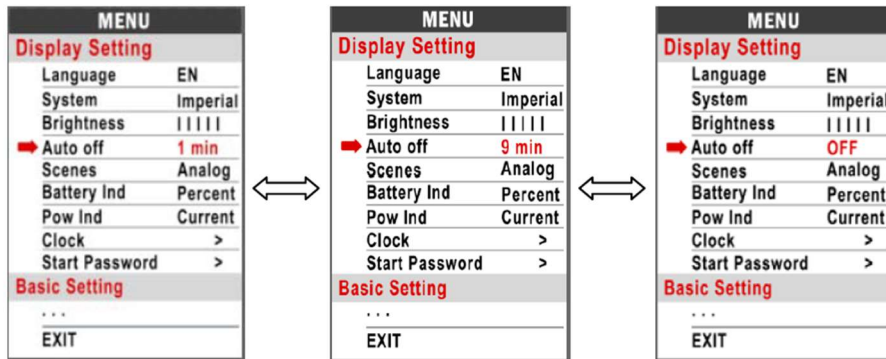 MENU
Display Setting
Language EN
System Imperial
Brightness | | | | |
Auto off 1 min
Scenes Analog
Battery Ind Percent
Pow Ind Current
Clock >
Start Password >
Basic Setting
...
EXIT
MENU
Display Setting
Language EN
System Imperial
Brightness | | | | |
Auto off 9 min
Scenes Analog
Battery Ind Percent
Pow Ind Current
Clock >
Start Password >
Basic Setting
...
EXIT
MENU
Display Setting
Language EN
System Imperial
Brightness | | | | |
Auto off OFF
Scenes Analog
Battery Ind Percent
Pow Ind Current
Clock >
Start Password >
Basic Setting
...
EXIT